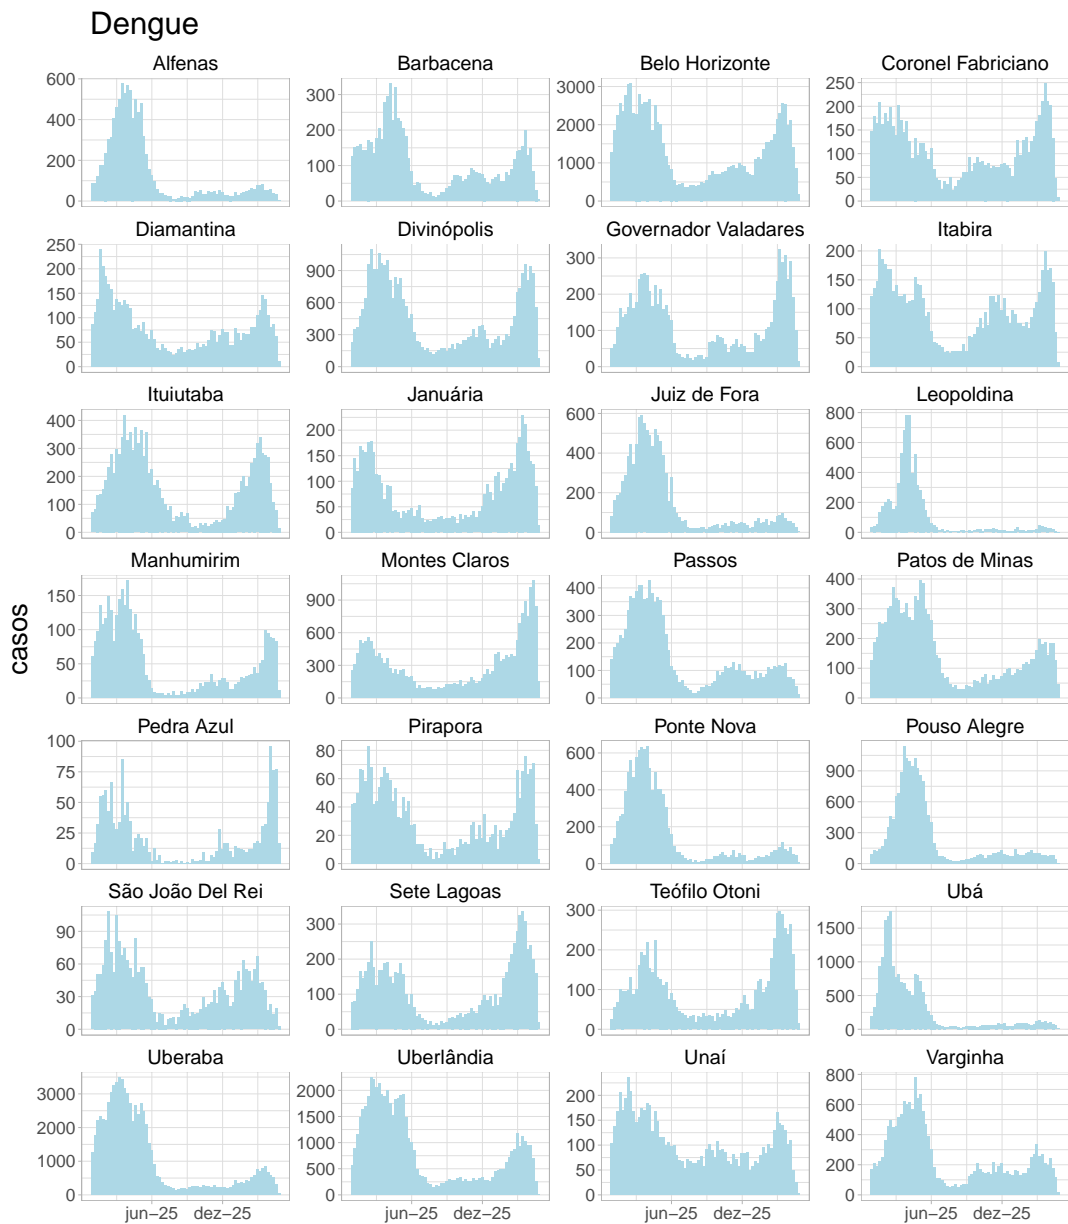 Dengue
Alfenas Barbacena Belo Horizonte Coronel Fabriciano
600 400 200 0
300 200 100 0
3000 2000 1000 0
250 200 150 100 50 0
Diamantina Divinópolis Governador Valadares Itabira
250 200 150 100 50 0
900 600 300 0
300 200 100 0
200 150 100 50 0
Ituiutaba Januária Juiz de Fora Leopoldina
400 300 200 100 0
200 150 100 50 0
600 400 200 0
800 600 400 200 0
Manhumirim Montes Claros Passos Patos de Minas
150 100 50 0
900 600 300 0
400 300 200 100 0
400 300 200 100 0
casos
Pedra Azul Pirapora Ponte Nova Pouso Alegre
100 75 50 25 0
80 60 40 20 0
600 400 200 0
900 600 300 0
São João Del Rei Sete Lagoas Teófilo Otoni Ubá
90 60 30 0
300 200 100 0
300 200 100 0
1500 1000 500 0
Uberaba Uberlândia Unaí Varginha
3000 2000 1000 0
2000 1500 1000 500 0
200 150 100 50 0
800 600 400 200 0
jun−25 dez−25 jun−25 dez−25 jun−25 dez−25 jun−25 dez−25